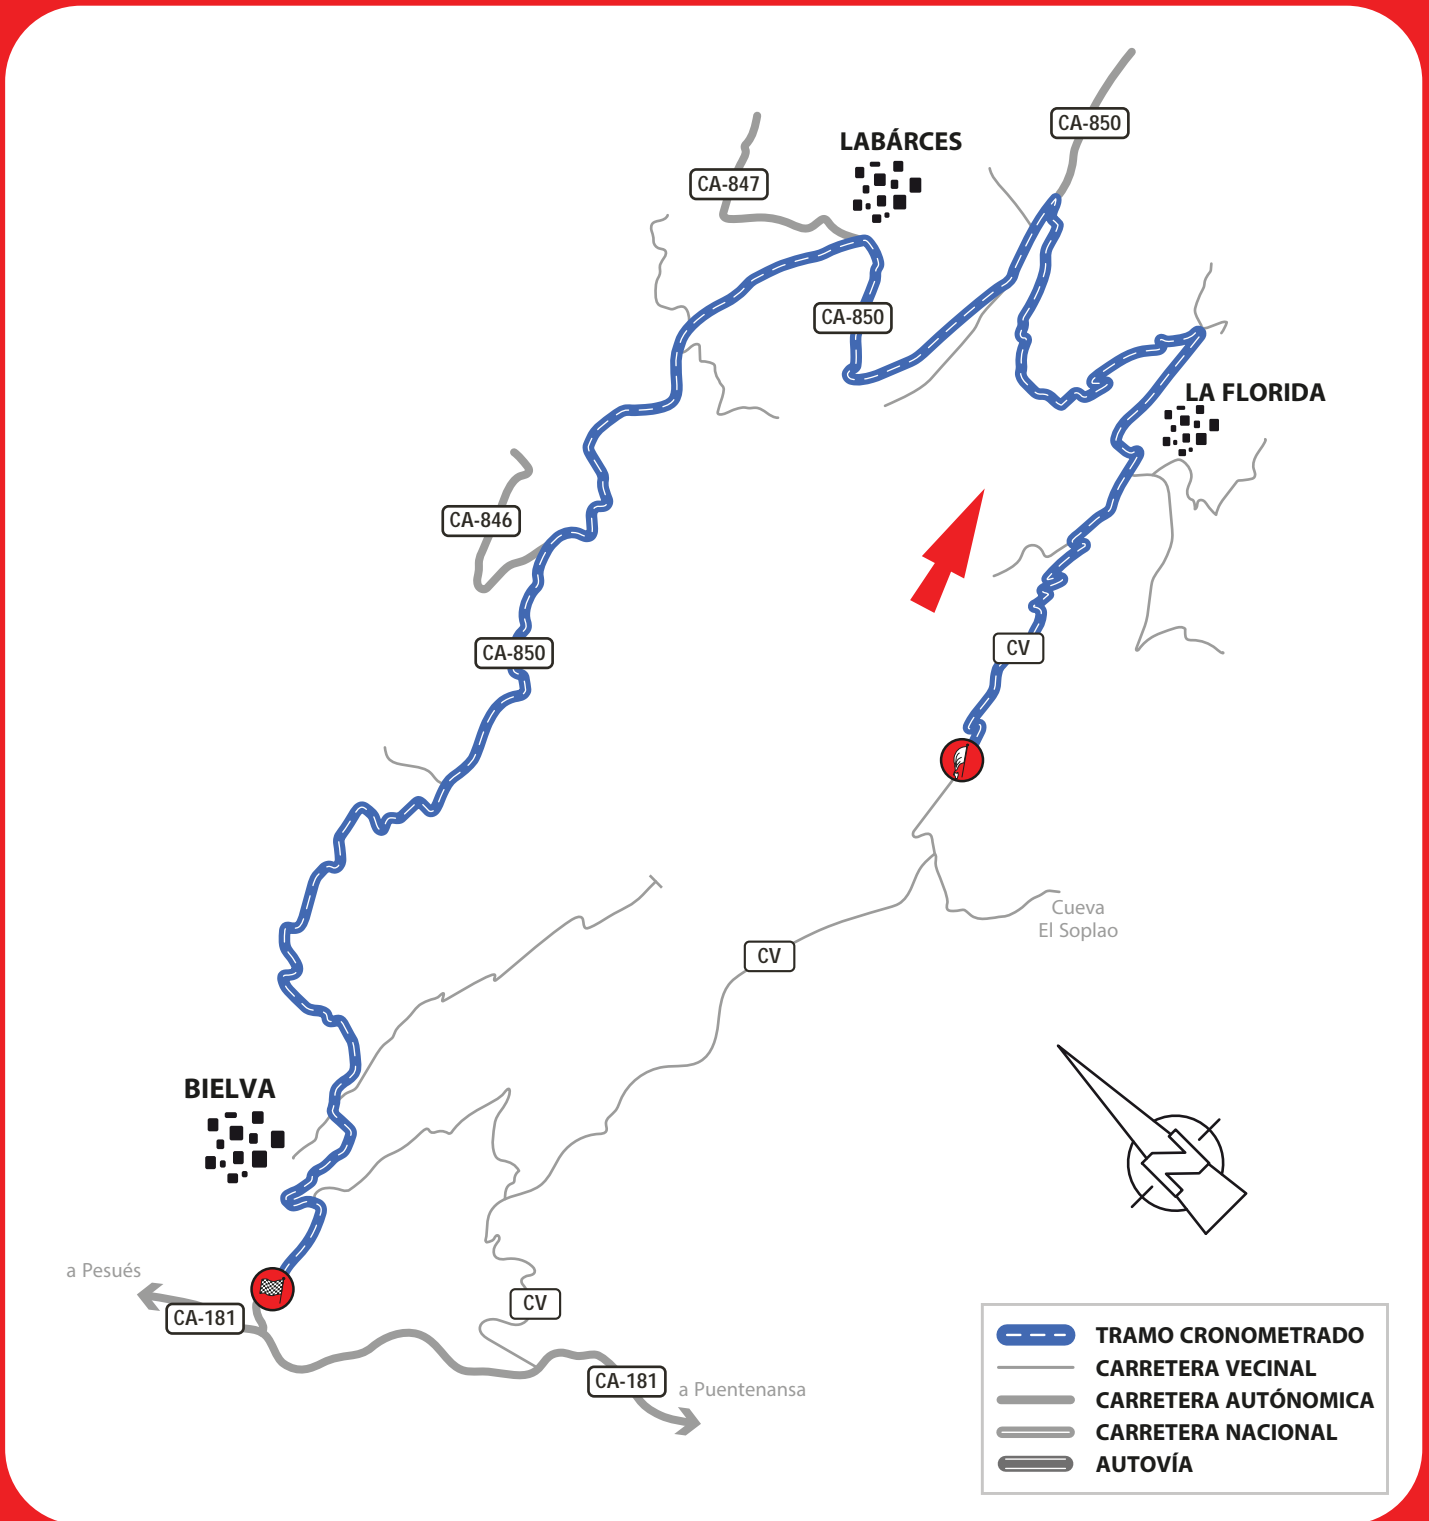 CA-850
LABÁRCES
CA-847
CA-850
LA FLORIDA
CA-846
CV
CA-850
Cueva
El Soplao
CV
BIELVA
a Pesués
CA-181
CV
CA-181
a Puentenansa
N
TRAMO CRONOMETRADO
CARRETERA VECINAL
CARRETERA AUTÓNOMICA
CARRETERA NACIONAL
AUTOVÍA